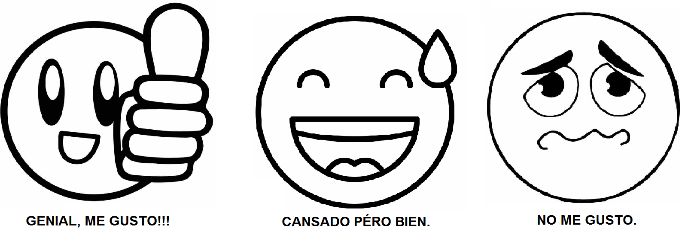 GENIAL, ME GUSTO!!!
CANSADO PÉRO BIEN.
NO ME GUSTO.